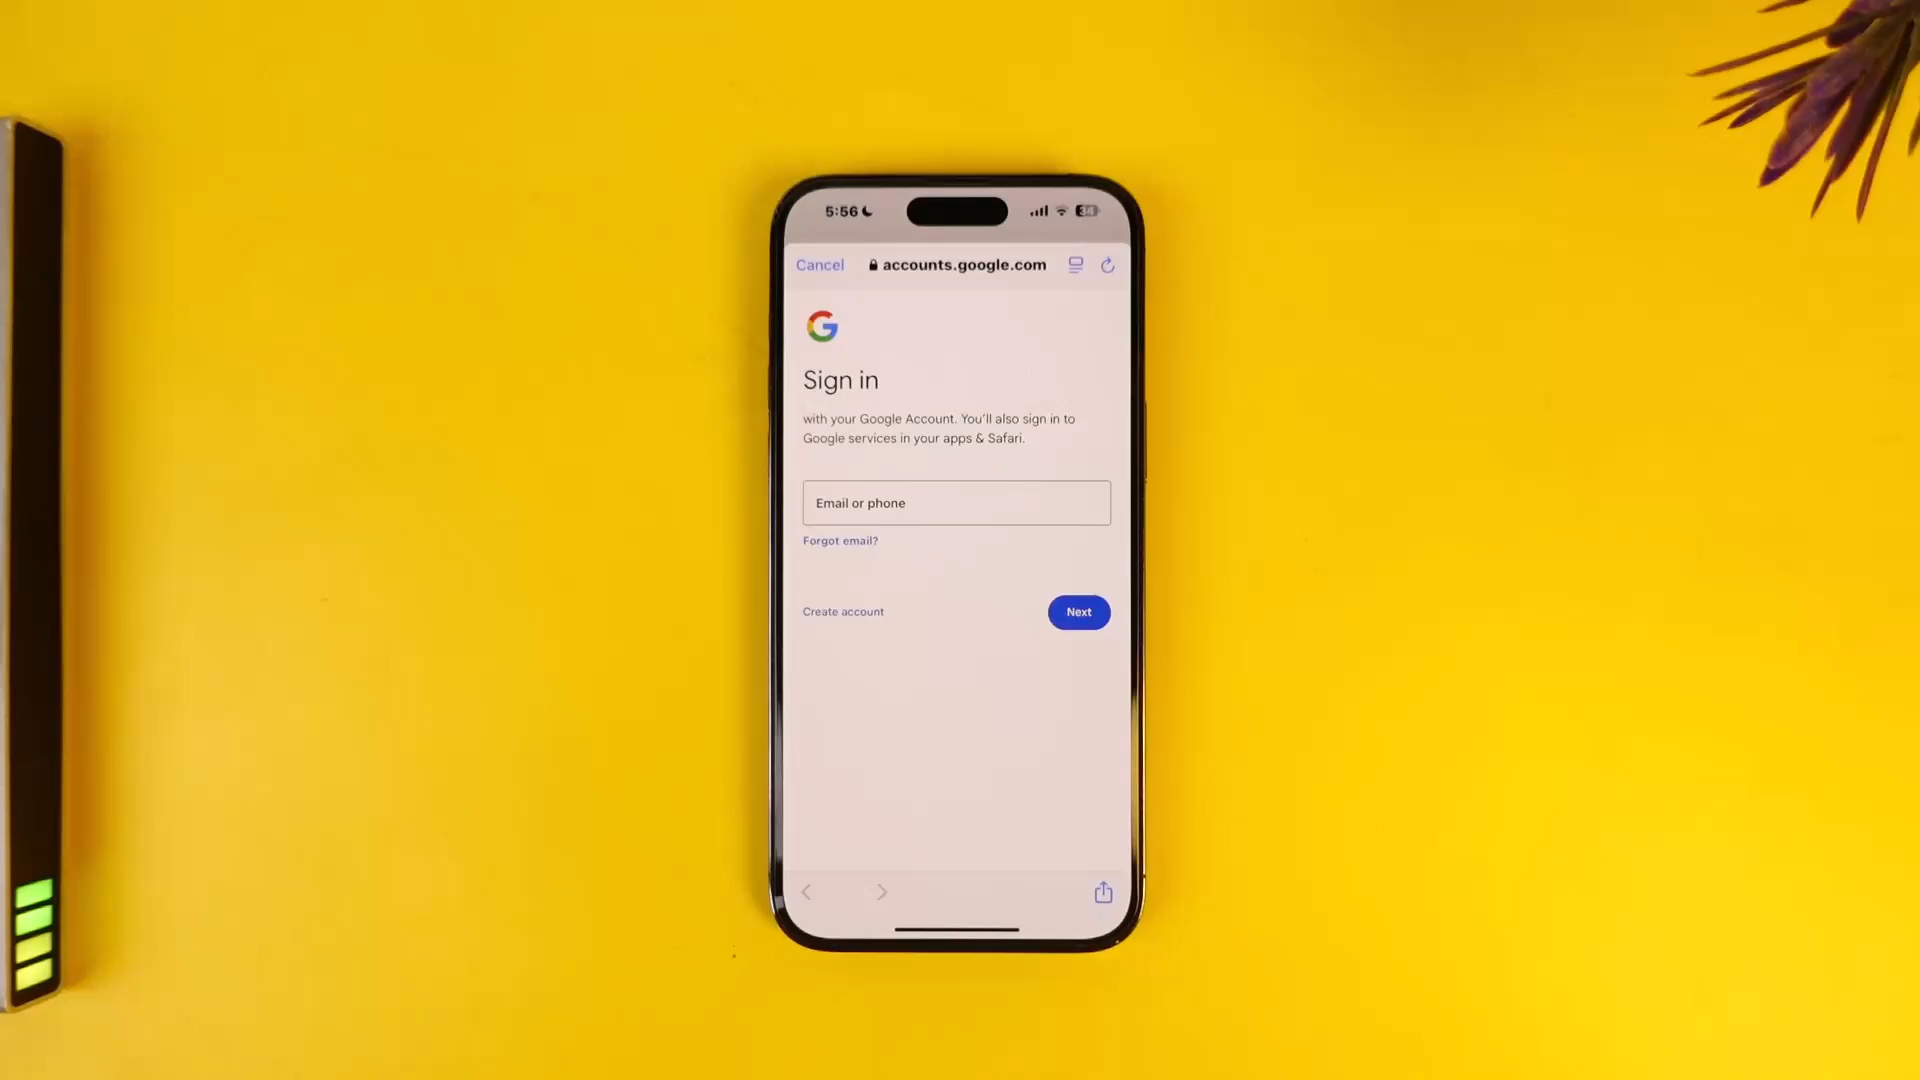 5:56
34
Cancel accounts.google.com
Sign in
with your Google Account. You'll also sign in to
Google services in your apps & Safari.
Email or phone
Forgot email?
Create account Next